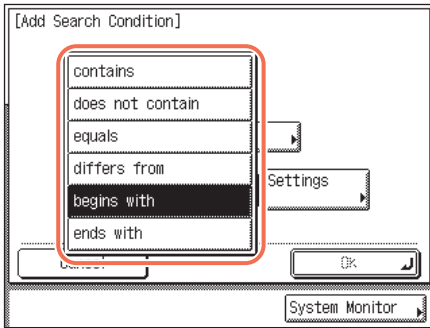 [Add Search Condition]
contains
does not contain
equals
differs from
Settings
begins with
ends with
OK
System Monitor